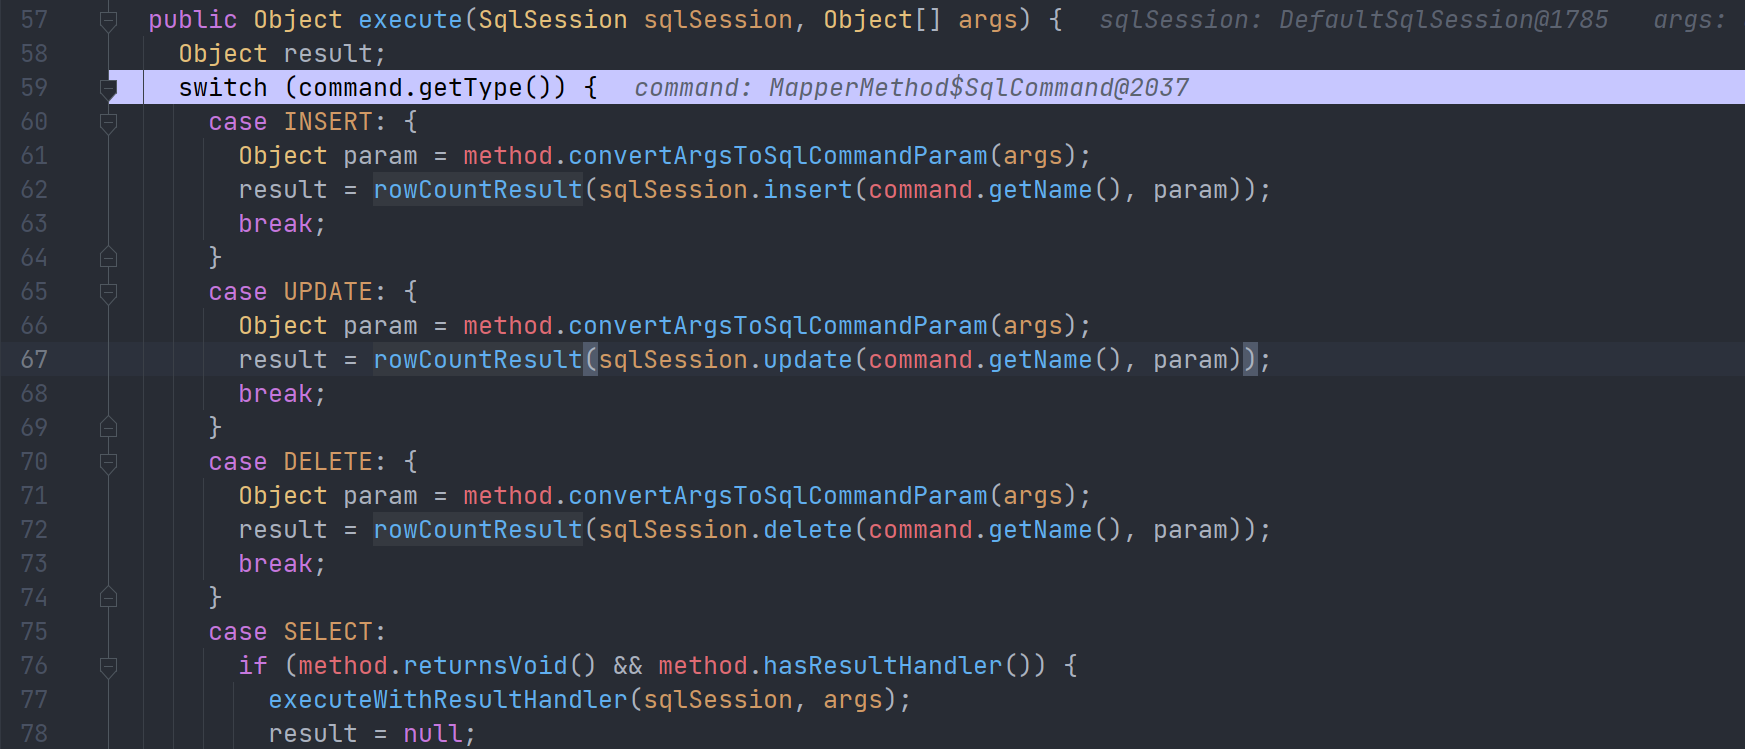 57 public Object execute(SqlSession sqlSession, Object[] args) { sqlSession: DefaultSqlSession@1785 args:
58 Object result;
59 switch (command.getType()) { command: MapperMethod$SqlCommand@2037
60 case INSERT: {
61 Object param = method.convertArgsToSqlCommandParam(args);
62 result = rowCountResult(sqlSession.insert(command.getName(), param));
63 break;
64 }
65 case UPDATE: {
66 Object param = method.convertArgsToSqlCommandParam(args);
67 result = rowCountResult(sqlSession.update(command.getName(), param));
68 break;
69 }
70 case DELETE: {
71 Object param = method.convertArgsToSqlCommandParam(args);
72 result = rowCountResult(sqlSession.delete(command.getName(), param));
73 break;
74 }
75 case SELECT:
76 if (method.returnsVoid() && method.hasResultHandler()) {
77 executeWithResultHandler(sqlSession, args);
78 result = null;